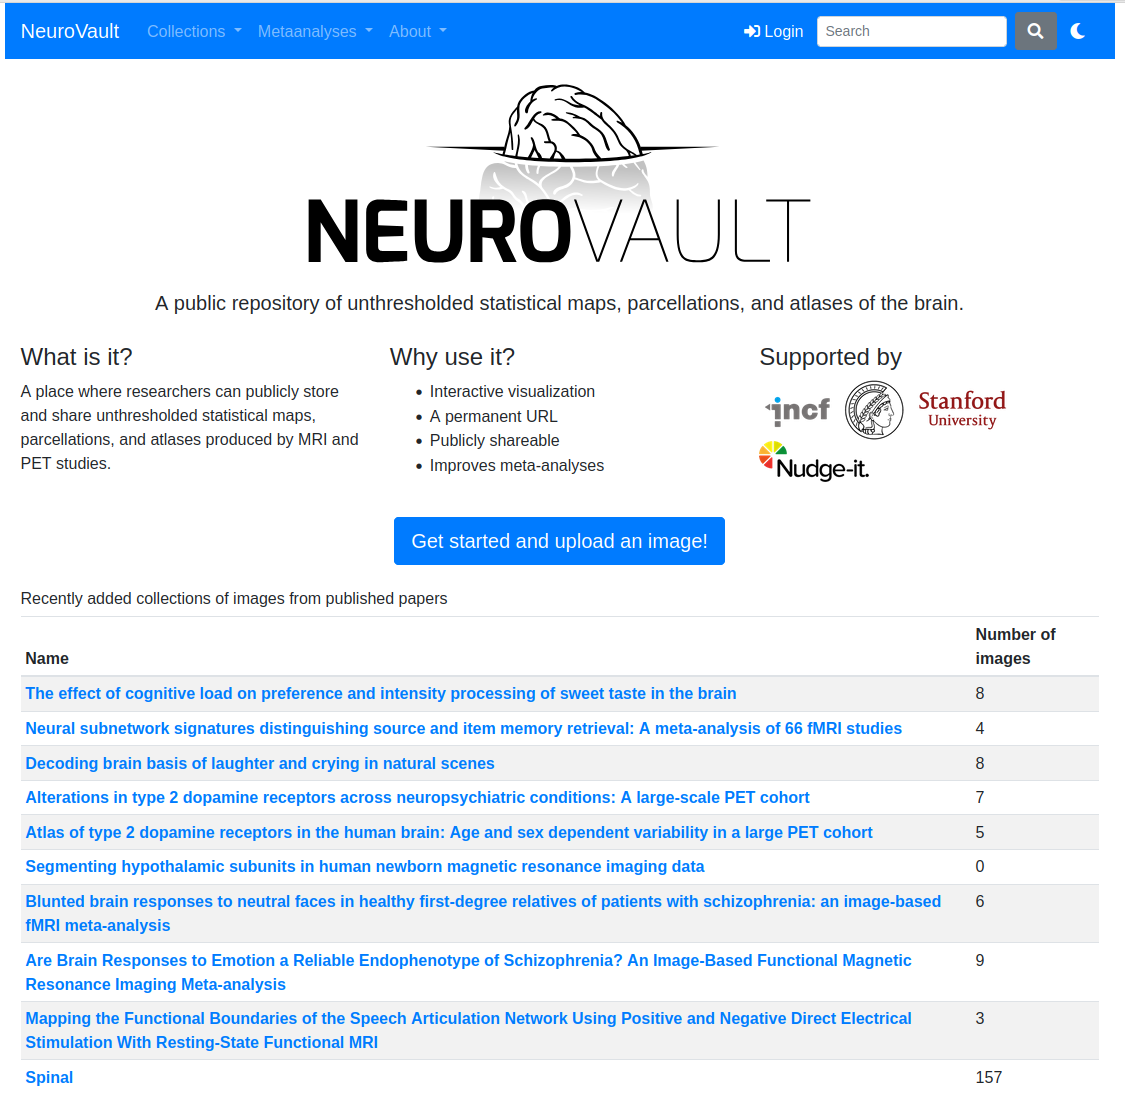 NeuroVault Collections Metaanalyses About Login Search
NEUROVAULT
A public repository of unthresholded statistical maps, parcellations, and atlases of the brain.
What is it?
A place where researchers can publicly store
and share unthresholded statistical maps,
parcellations, and atlases produced by MRI and
PET studies.
Why use it?
• Interactive visualization
• A permanent URL
• Publicly shareable
• Improves meta-analyses
Supported by
incf
Stanford
University
Nudge-it.
Get started and upload an image!
Recently added collections of images from published papers
Name
Number of
images
The effect of cognitive load on preference and intensity processing of sweet taste in the brain 8
Neural subnetwork signatures distinguishing source and item memory retrieval: A meta-analysis of 66 fMRI studies 4
Decoding brain basis of laughter and crying in natural scenes 8
Alterations in type 2 dopamine receptors across neuropsychiatric conditions: A large-scale PET cohort 7
Atlas of type 2 dopamine receptors in the human brain: Age and sex dependent variability in a large PET cohort 5
Segmenting hypothalamic subunits in human newborn magnetic resonance imaging data 0
Blunted brain responses to neutral faces in healthy first-degree relatives of patients with schizophrenia: an image-based 6
fMRI meta-analysis
Are Brain Responses to Emotion a Reliable Endophenotype of Schizophrenia? An Image-Based Functional Magnetic 9
Resonance Imaging Meta-analysis
Mapping the Functional Boundaries of the Speech Articulation Network Using Positive and Negative Direct Electrical 3
Stimulation With Resting-State Functional MRI
Spinal 157